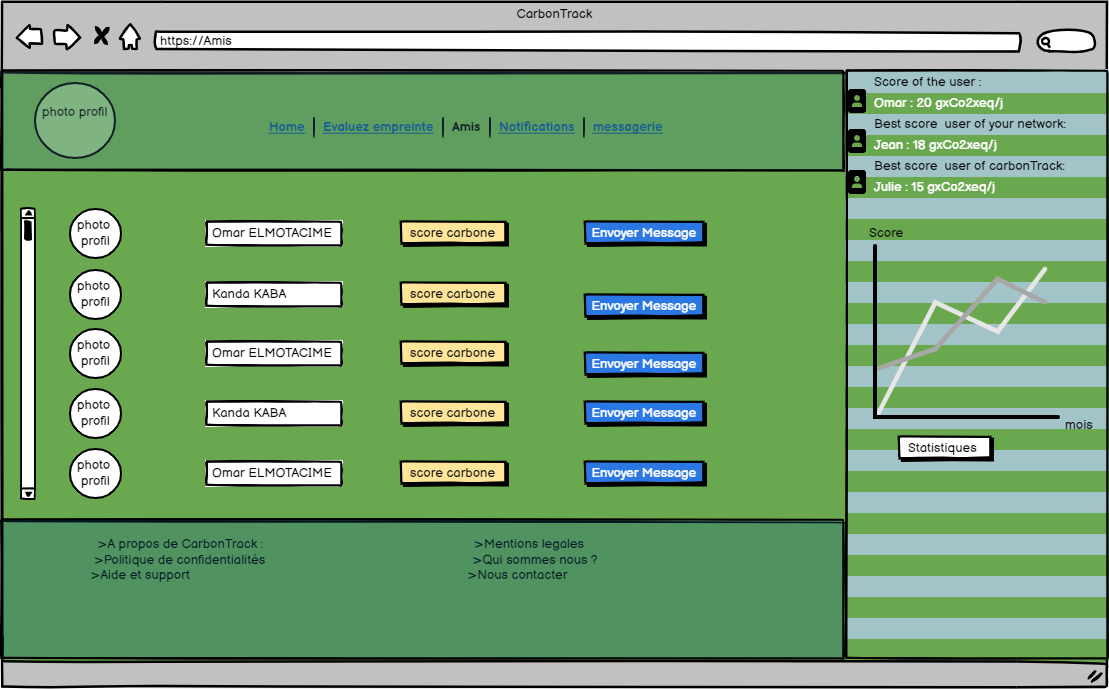 CarbonTrack
https://Amis
photo profil
Home | Evaluez empreinte | Amis | Notifications | messagerie
photo
profil
Omar ELMOTACIME
score carbone
Envoyer Message
photo
profil
Kanda KABA
score carbone
Envoyer Message
photo
profil
Omar ELMOTACIME
score carbone
Envoyer Message
photo
profil
Kanda KABA
score carbone
Envoyer Message
photo
profil
Omar ELMOTACIME
score carbone
Envoyer Message
>A propos de CarbonTrack :
>Politique de confidentialités
>Aide et support
>Mentions legales
>Qui sommes nous ?
>Nous contacter
Score of the user :
Omar : 20 gxCo2xeq/j
Best score  user of your network:
Jean : 18 gxCo2xeq/j
Best score  user of carbonTrack:
Julie : 15 gxCo2xeq/j
Score
mois
Statistiques